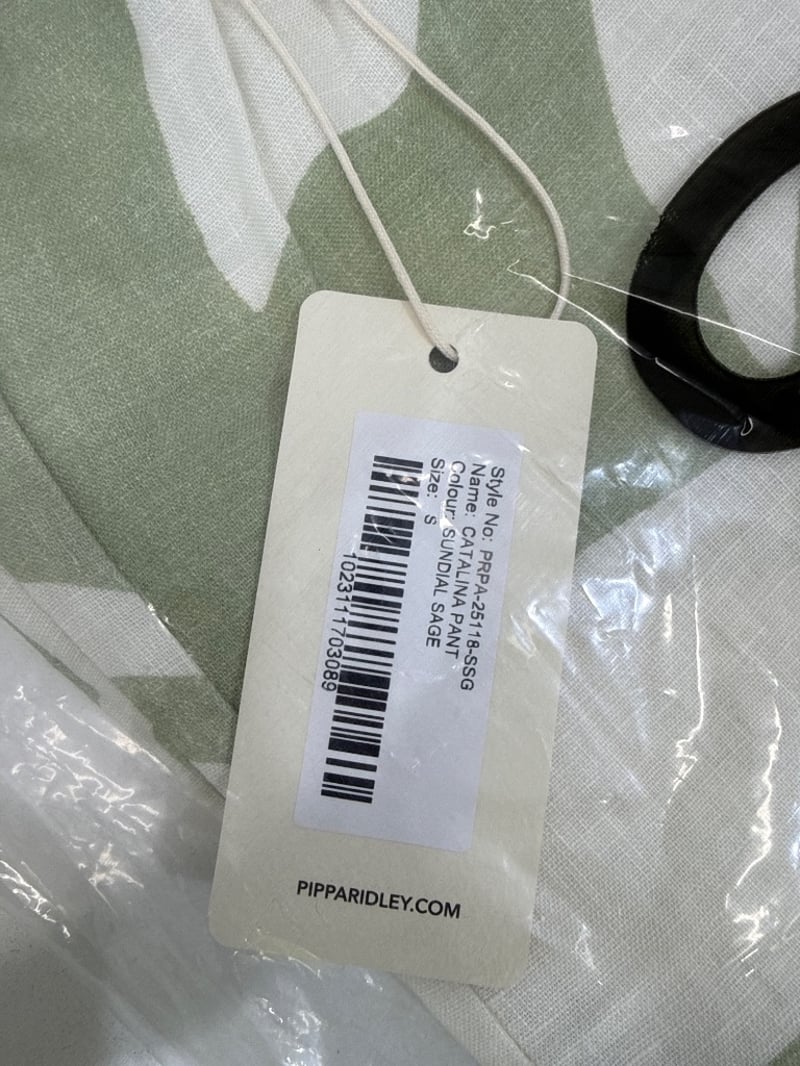 Style No: PRPA-25118-SSG
Name: CATALINA PANT
Colour: SUNDIAL SAGE
Size: S
1023111703089
PIPPARIDLEY.COM